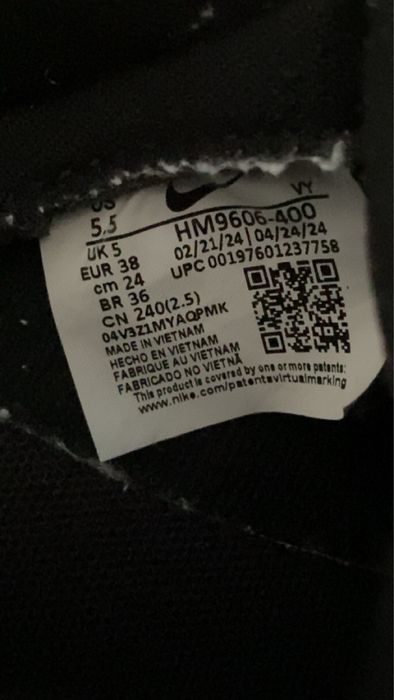 US VY
5.5 HM9606-400
UK 5 02/21/24 | 04/24/24
EUR 38 UPC 00197601237758
cm 24
BR 36
CN 240(2.5)
04V3Z1MYAQPMK
MADE IN VIETNAM
HECHO EN VIETNAM
FABRIQUE AU VIETNAM
FABRICADO NO VIETNÃ
This product is covered by one or more patents:
www.nike.com/patentsvirtualmarking